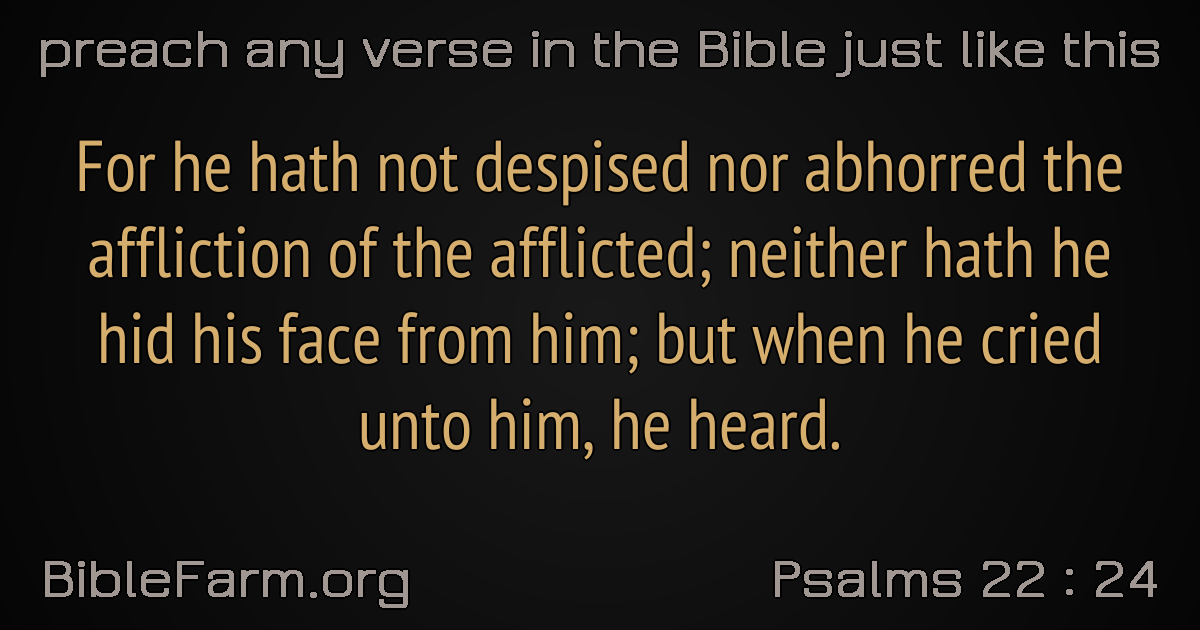 preach any verse in the Bible just like this
For he hath not despised nor abhorred the
affliction of the afflicted; neither hath he
hid his face from him; but when he cried
unto him, he heard.
BibleFarm.org
Psalms 22 : 24